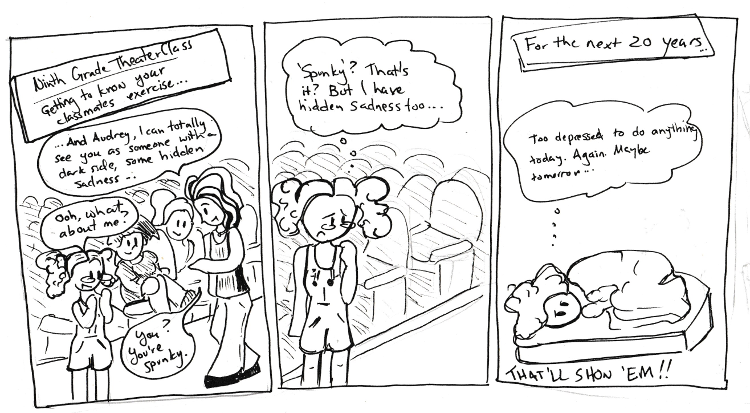 Ninth Grade Theater Class
Getting to know your
classmates exercise...
...And Audrey, I can totally
see you as someone with a
dark side, some hidden
sadness...
Ooh, what
about me?
You?
You're
spunky.
'Spunky'? That's
it? But I have
hidden sadness too...
For the next 20 years...
Too depressed to do anything
today. Again. Maybe
tomorrow...
THAT'LL SHOW 'EM!!